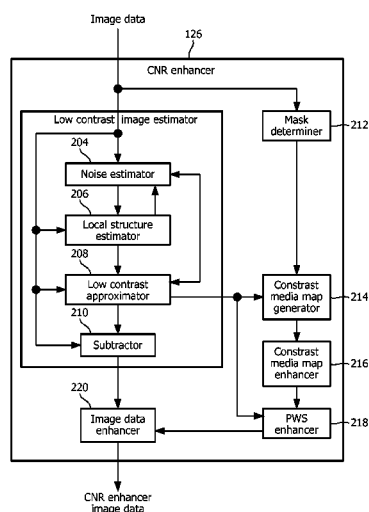 Image data
126
CNR enhancer
Low contrast image estimator
204
Noise estimator
206
Local structure
estimator
208
Low contrast
approximator
210
Subtractor
220
Image data
enhancer
Mask
determiner
212
Constrast
media map
generator
214
Constrast
media map
enhancer
216
PWS
enhancer
218
CNR enhancer
image data